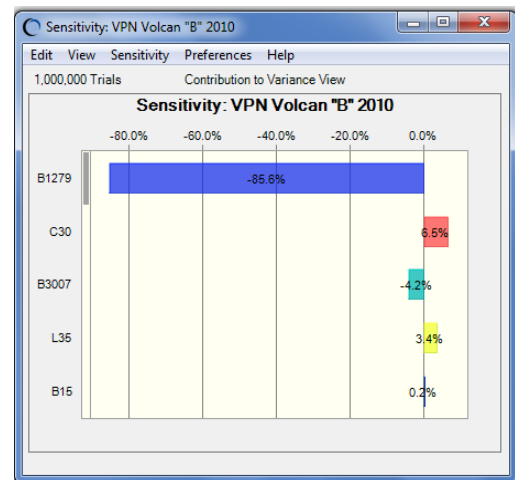 Sensitivity: VPN Volcan "B" 2010
Edit View Sensitivity Preferences Help
1,000,000 Trials Contribution to Variance View
Sensitivity: VPN Volcan "B" 2010
-80.0% -60.0% -40.0% -20.0% 0.0%
B1279 -85.6%
C30 6.5%
B3007 -4.2%
L35 3.4%
B15 0.2%